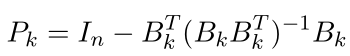 $P_k = I_n - B_k^T (B_k B_k^T)^{-1} B_k$